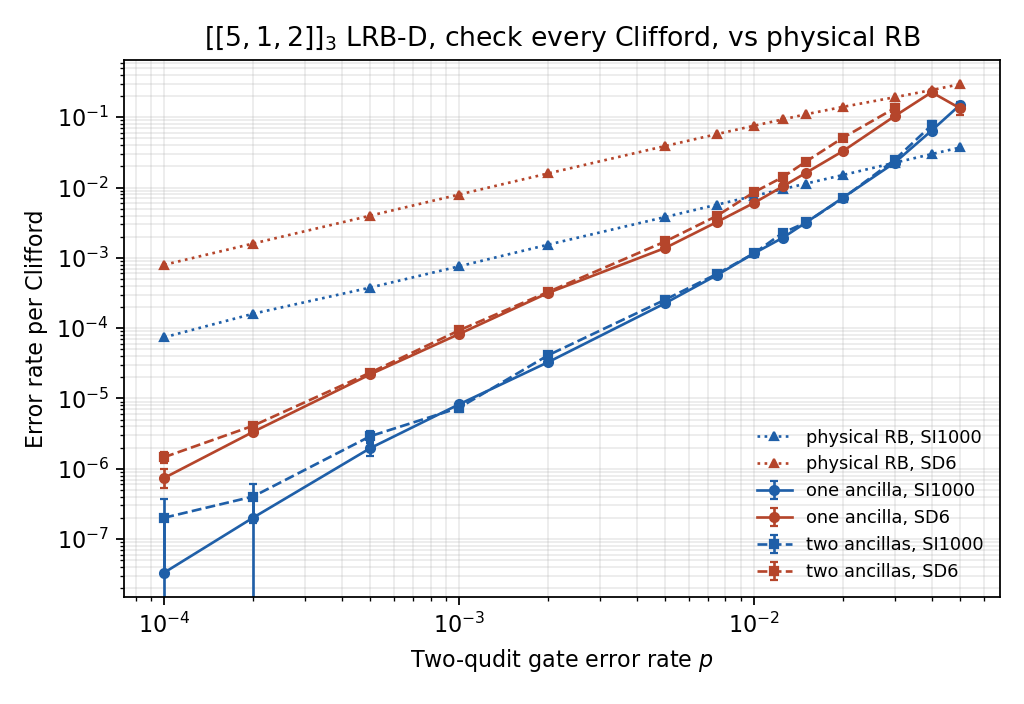 [[5, 1, 2]]₃ LRB-D, check every Clifford, vs physical RB
Error rate per Clifford
10⁻¹
10⁻²
10⁻³
10⁻⁴
10⁻⁵
10⁻⁶
10⁻⁷
physical RB, SI1000
physical RB, SD6
one ancilla, SI1000
one ancilla, SD6
two ancillas, SI1000
two ancillas, SD6
10⁻⁴ 10⁻³ 10⁻²
Two-qudit gate error rate p